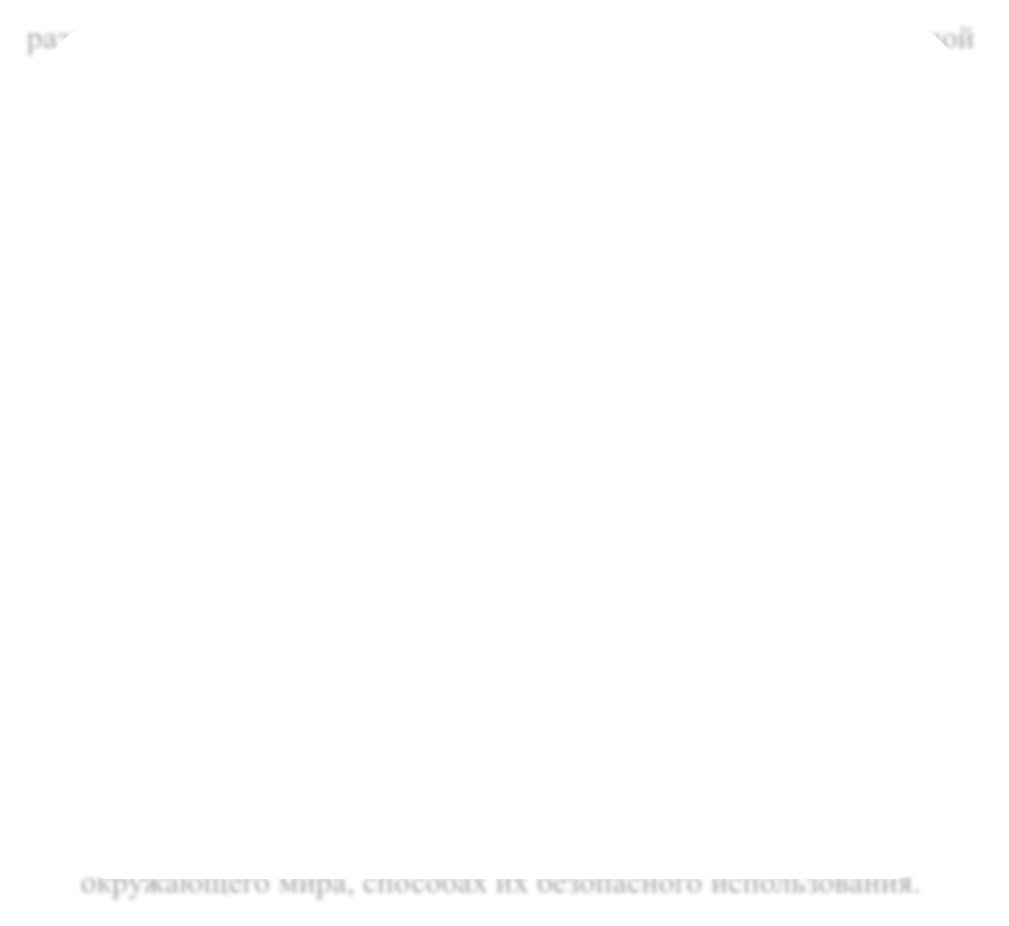 окружающего мира, способах их безопасного использования.